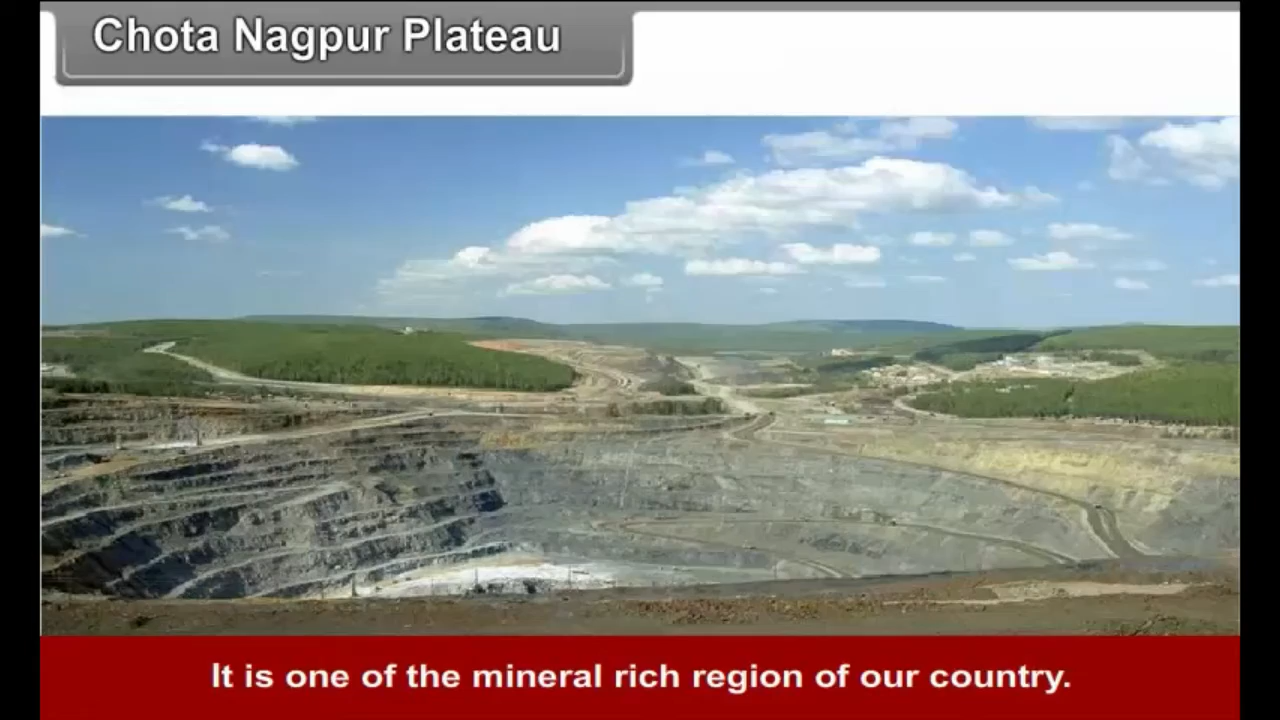 Chota Nagpur Plateau
It is one of the mineral rich region of our country.